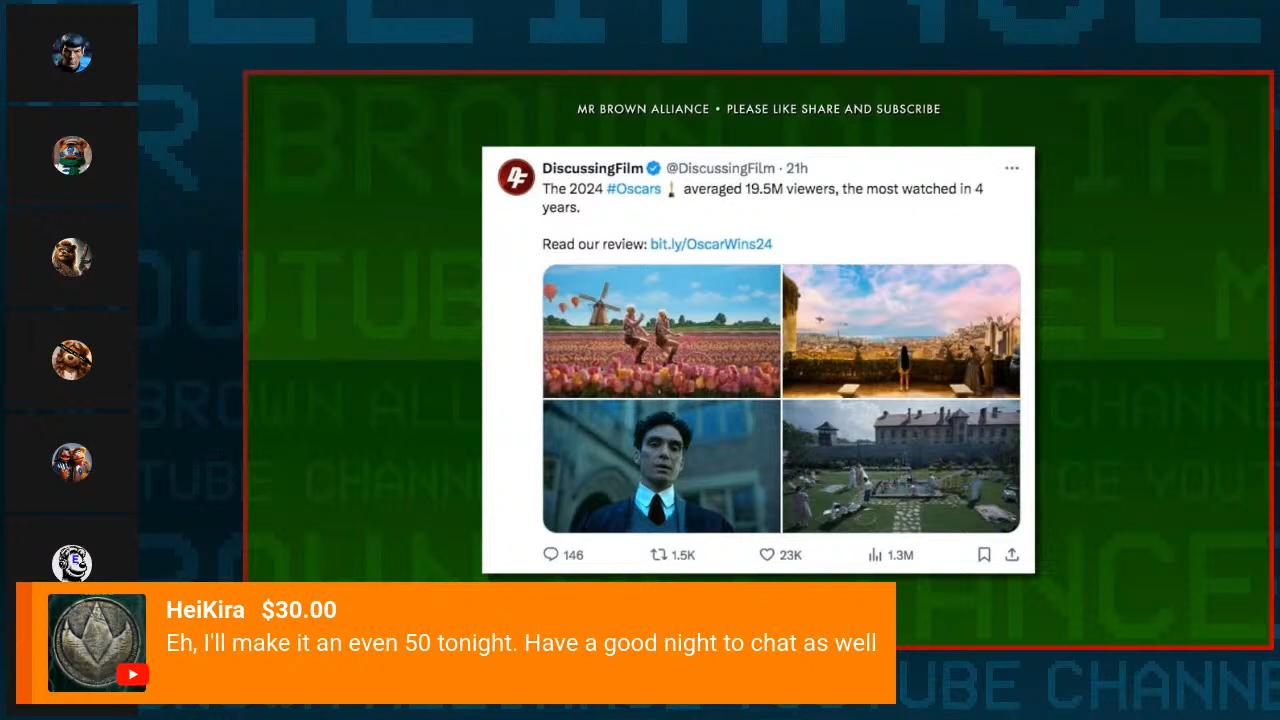 MR BROWN ALLIANCE • PLEASE LIKE SHARE AND SUBSCRIBE
DiscussingFilm @DiscussingFilm · 21h
The 2024 #Oscars averaged 19.5M viewers, the most watched in 4
years.
Read our review: bit.ly/OscarWins24
146 1.5K 23K 1.3M
HeiKira $30.00
Eh, I'll make it an even 50 tonight. Have a good night to chat as well